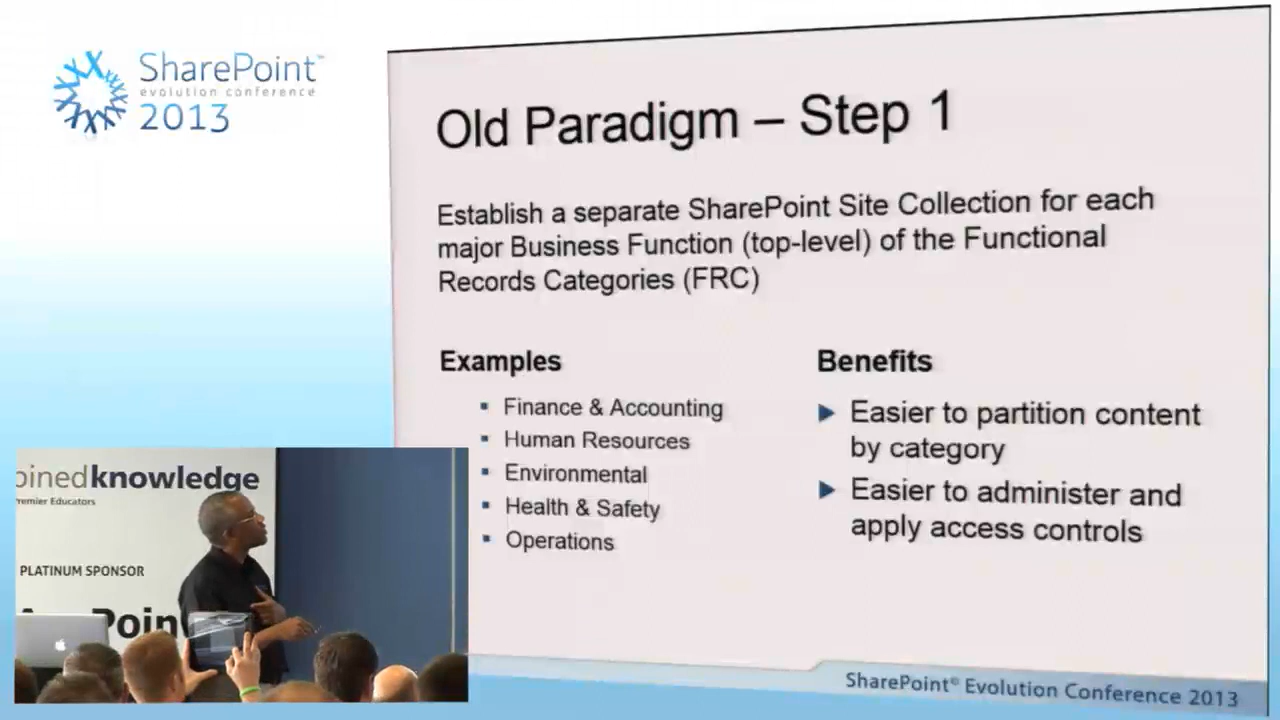 SharePoint™
evolution conference
2013
Old Paradigm – Step 1
Establish a separate SharePoint Site Collection for each
major Business Function (top-level) of the Functional
Records Categories (FRC)
Examples
Finance & Accounting
Human Resources
Environmental
Health & Safety
Operations
Benefits
Easier to partition content
by category
Easier to administer and
apply access controls
knowledge
Premier Educators
PLATINUM SPONSOR
SharePoint® Evolution Conference 2013